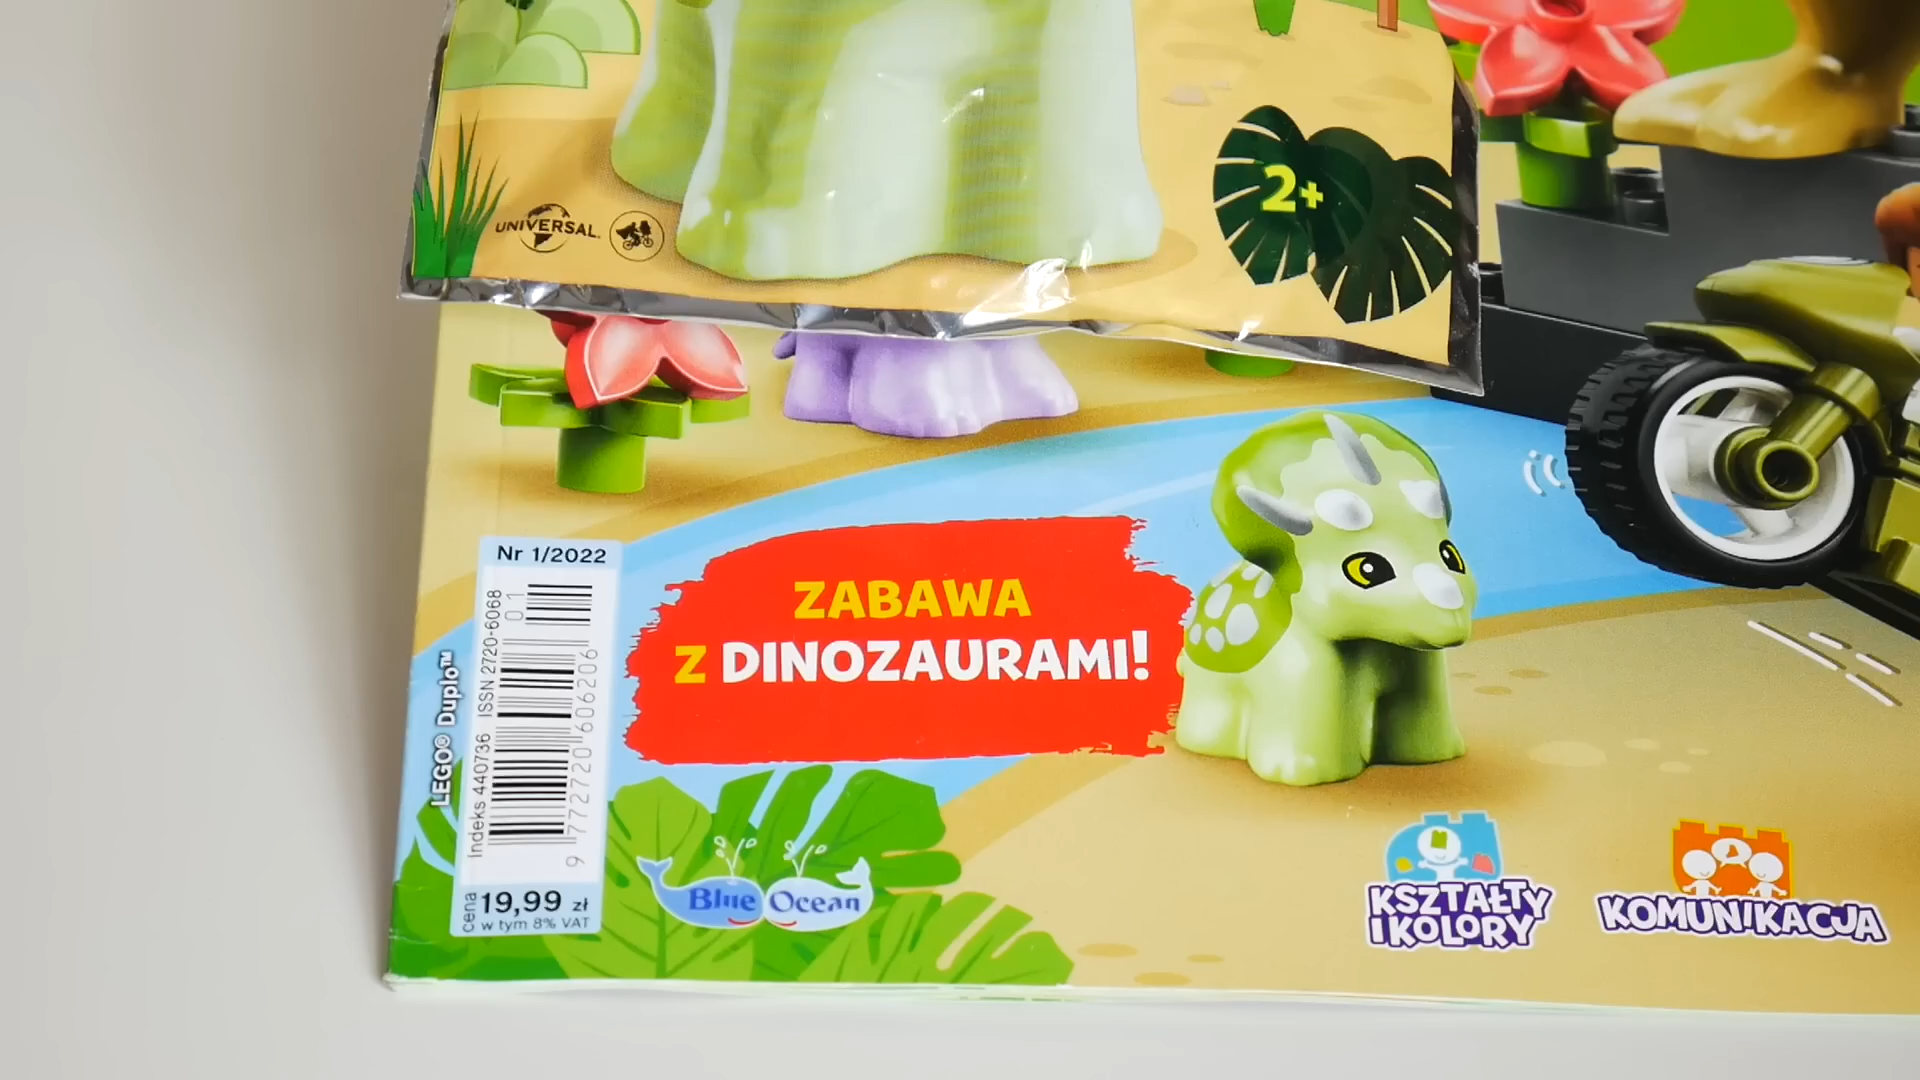 2+
UNIVERSAL
Nr 1/2022
01
LEGO® Duplo™
Indeks 440736 ISSN 2720-6068
9 772720 606206
cena 19,99 zł
w tym 8% VAT
ZABAWA
Z DINOZAURAMI!
Blue Ocean
KSZTAŁTY
I KOLORY
KOMUNIKACJA